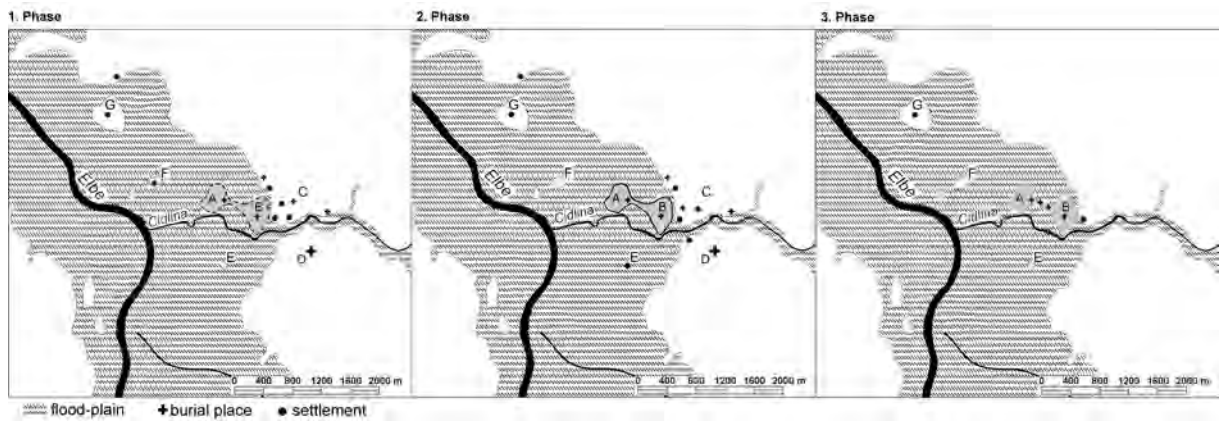 1. Phase
G
F
Elbe
A
B
C
Cidlina
E
D
0 400 800 1200 1600 2000 m
2. Phase
G
F
Elbe
A
B
C
Cidlina
E
D
0 400 800 1200 1600 2000 m
3. Phase
G
F
Elbe
A
B
Cidlina
E
0 400 800 1200 1600 2000 m
flood-plain burial place settlement